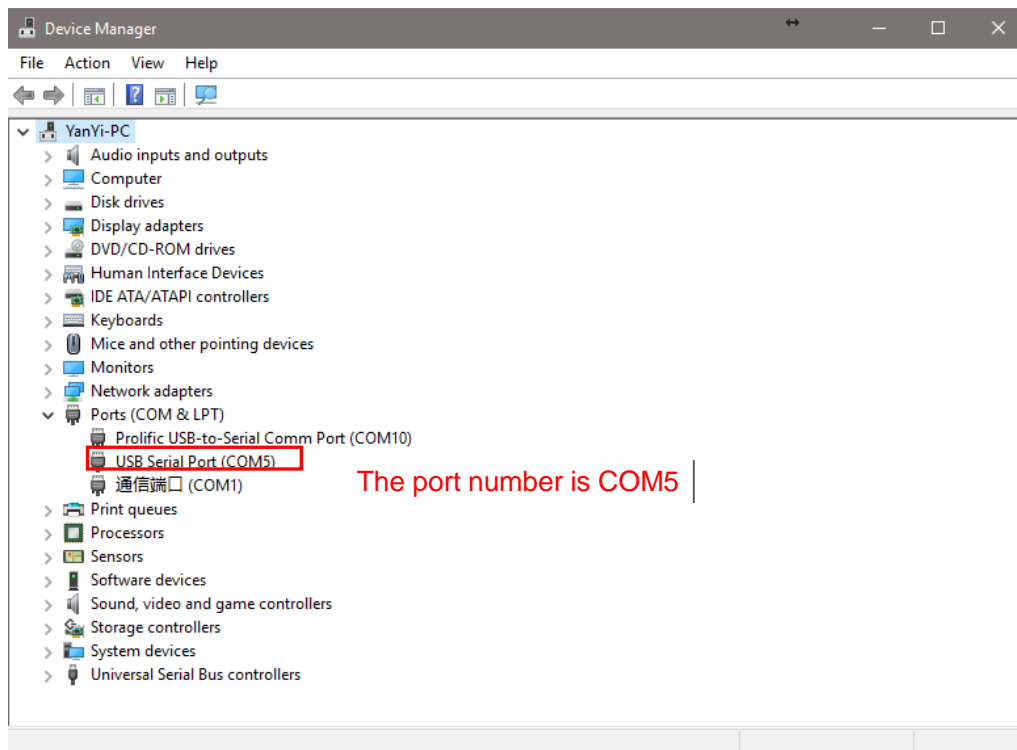 Device Manager
File Action View Help
YanYi-PC
Audio inputs and outputs
Computer
Disk drives
Display adapters
DVD/CD-ROM drives
Human Interface Devices
IDE ATA/ATAPI controllers
Keyboards
Mice and other pointing devices
Monitors
Network adapters
Ports (COM & LPT)
Prolific USB-to-Serial Comm Port (COM10)
USB Serial Port (COM5)
通信端口 (COM1)
The port number is COM5
Print queues
Processors
Sensors
Software devices
Sound, video and game controllers
Storage controllers
System devices
Universal Serial Bus controllers